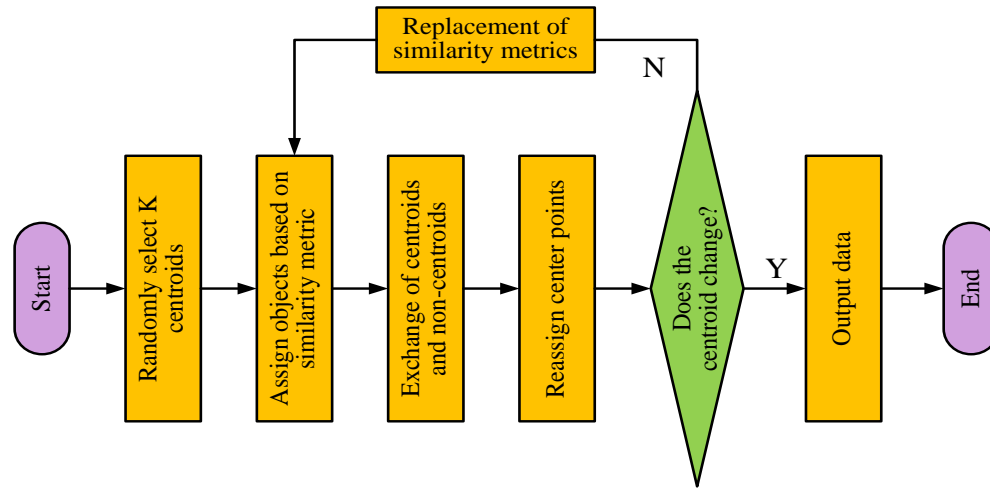 Replacement of
similarity metrics
N
Start
Randomly select K
centroids
Assign objects based on
similarity metric
Exchange of centroids
and non-centroids
Reassign center points
Does the
centroid change?
Y
Output data
End